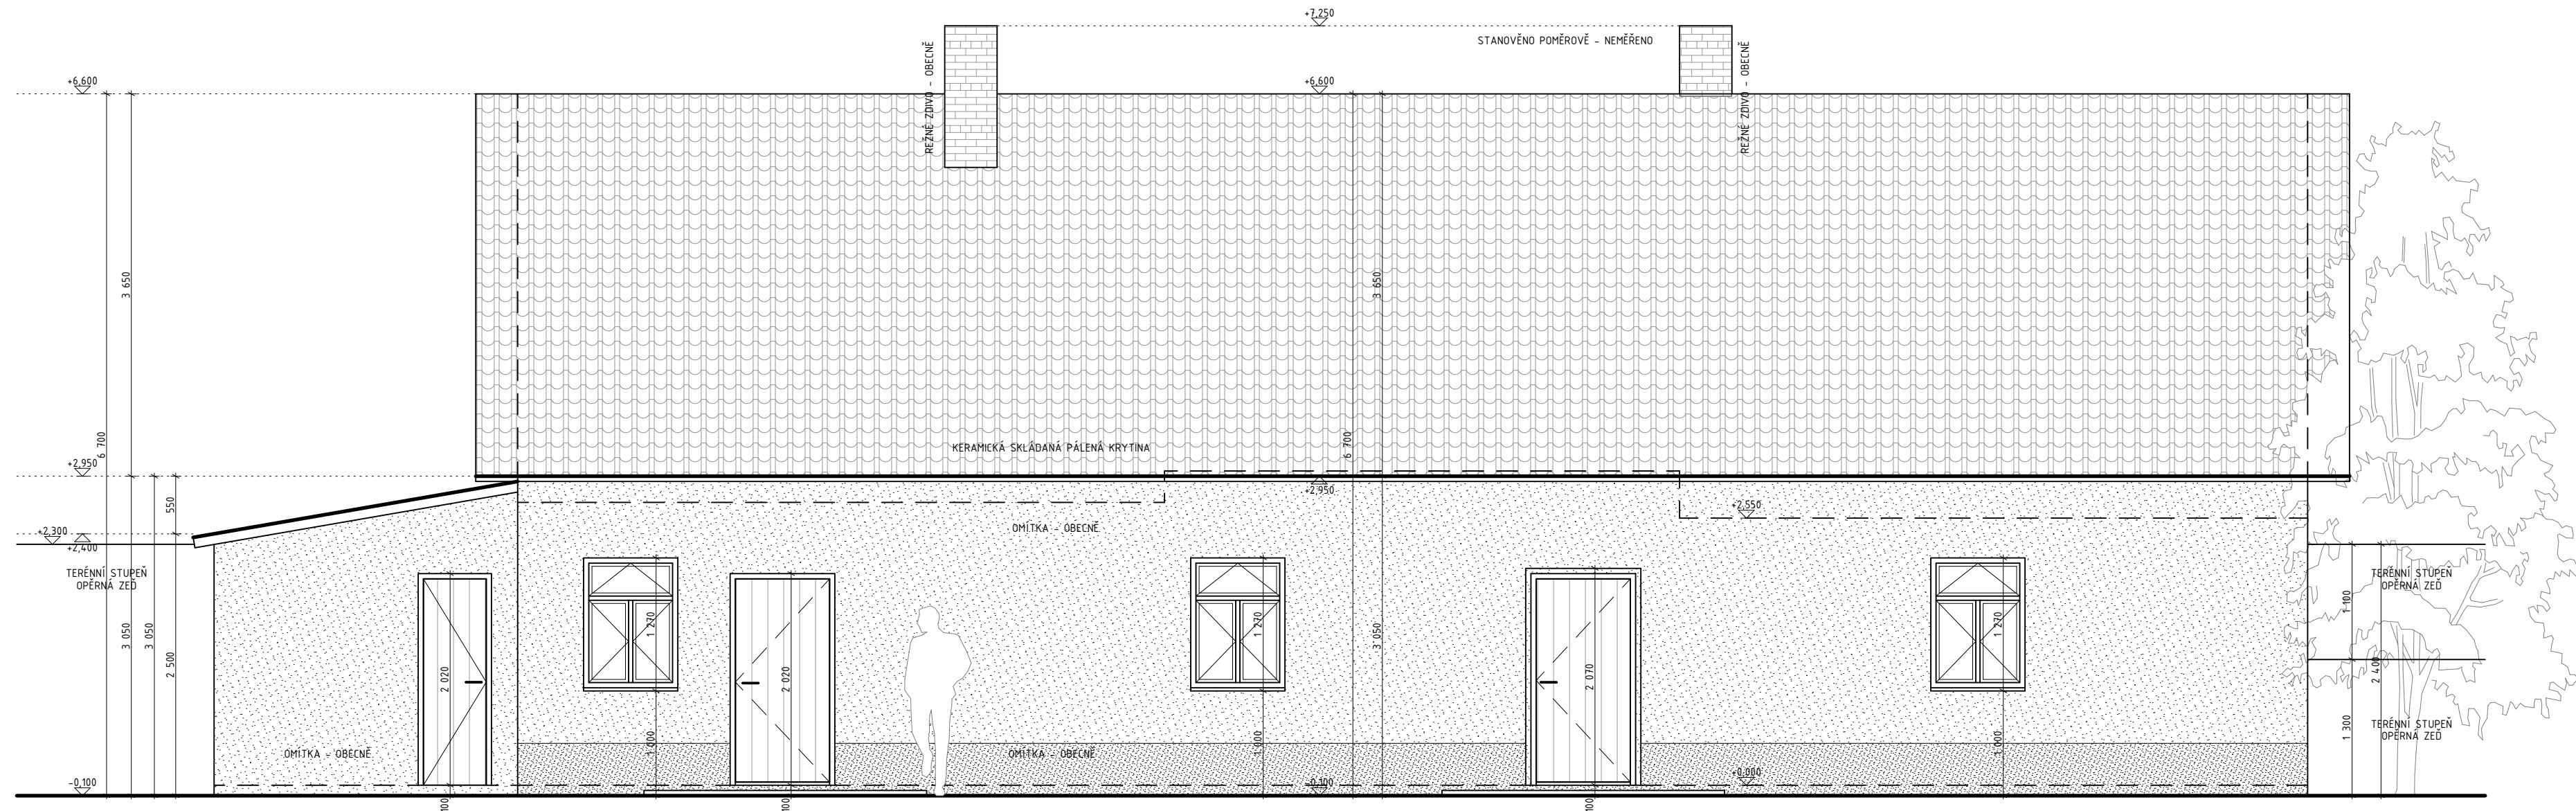 +7,250
STANOVĚNO POMĚROVĚ - NEMĚŘENO
REŽNÉ ZDIVO - OBECNĚ
REŽNÉ ZDIVO - OBECNĚ
+6,600
+6,600
3 650
3 650
6 700
6 700
KERAMICKÁ SKLÁDANÁ PÁLENÁ KRYTINA
+2,950
+2,950
550
+2,550
OMÍTKA - OBECNĚ
+2,300
+2,400
TERÉNNÍ STUPEŇ
OPĚRNÁ ZEĎ
TERÉNNÍ STUPEŇ
OPĚRNÁ ZEĎ
1 100
3 050
3 050
2 500
1 270
1 270
3 050
1 270
2 020
2 020
2 070
2 400
1 300
TERÉNNÍ STUPEŇ
OPĚRNÁ ZEĎ
1 000
1 000
1 000
OMÍTKA - OBECNĚ
OMÍTKA - OBECNĚ
-0,100
-0,100
+0,000
100
100
100